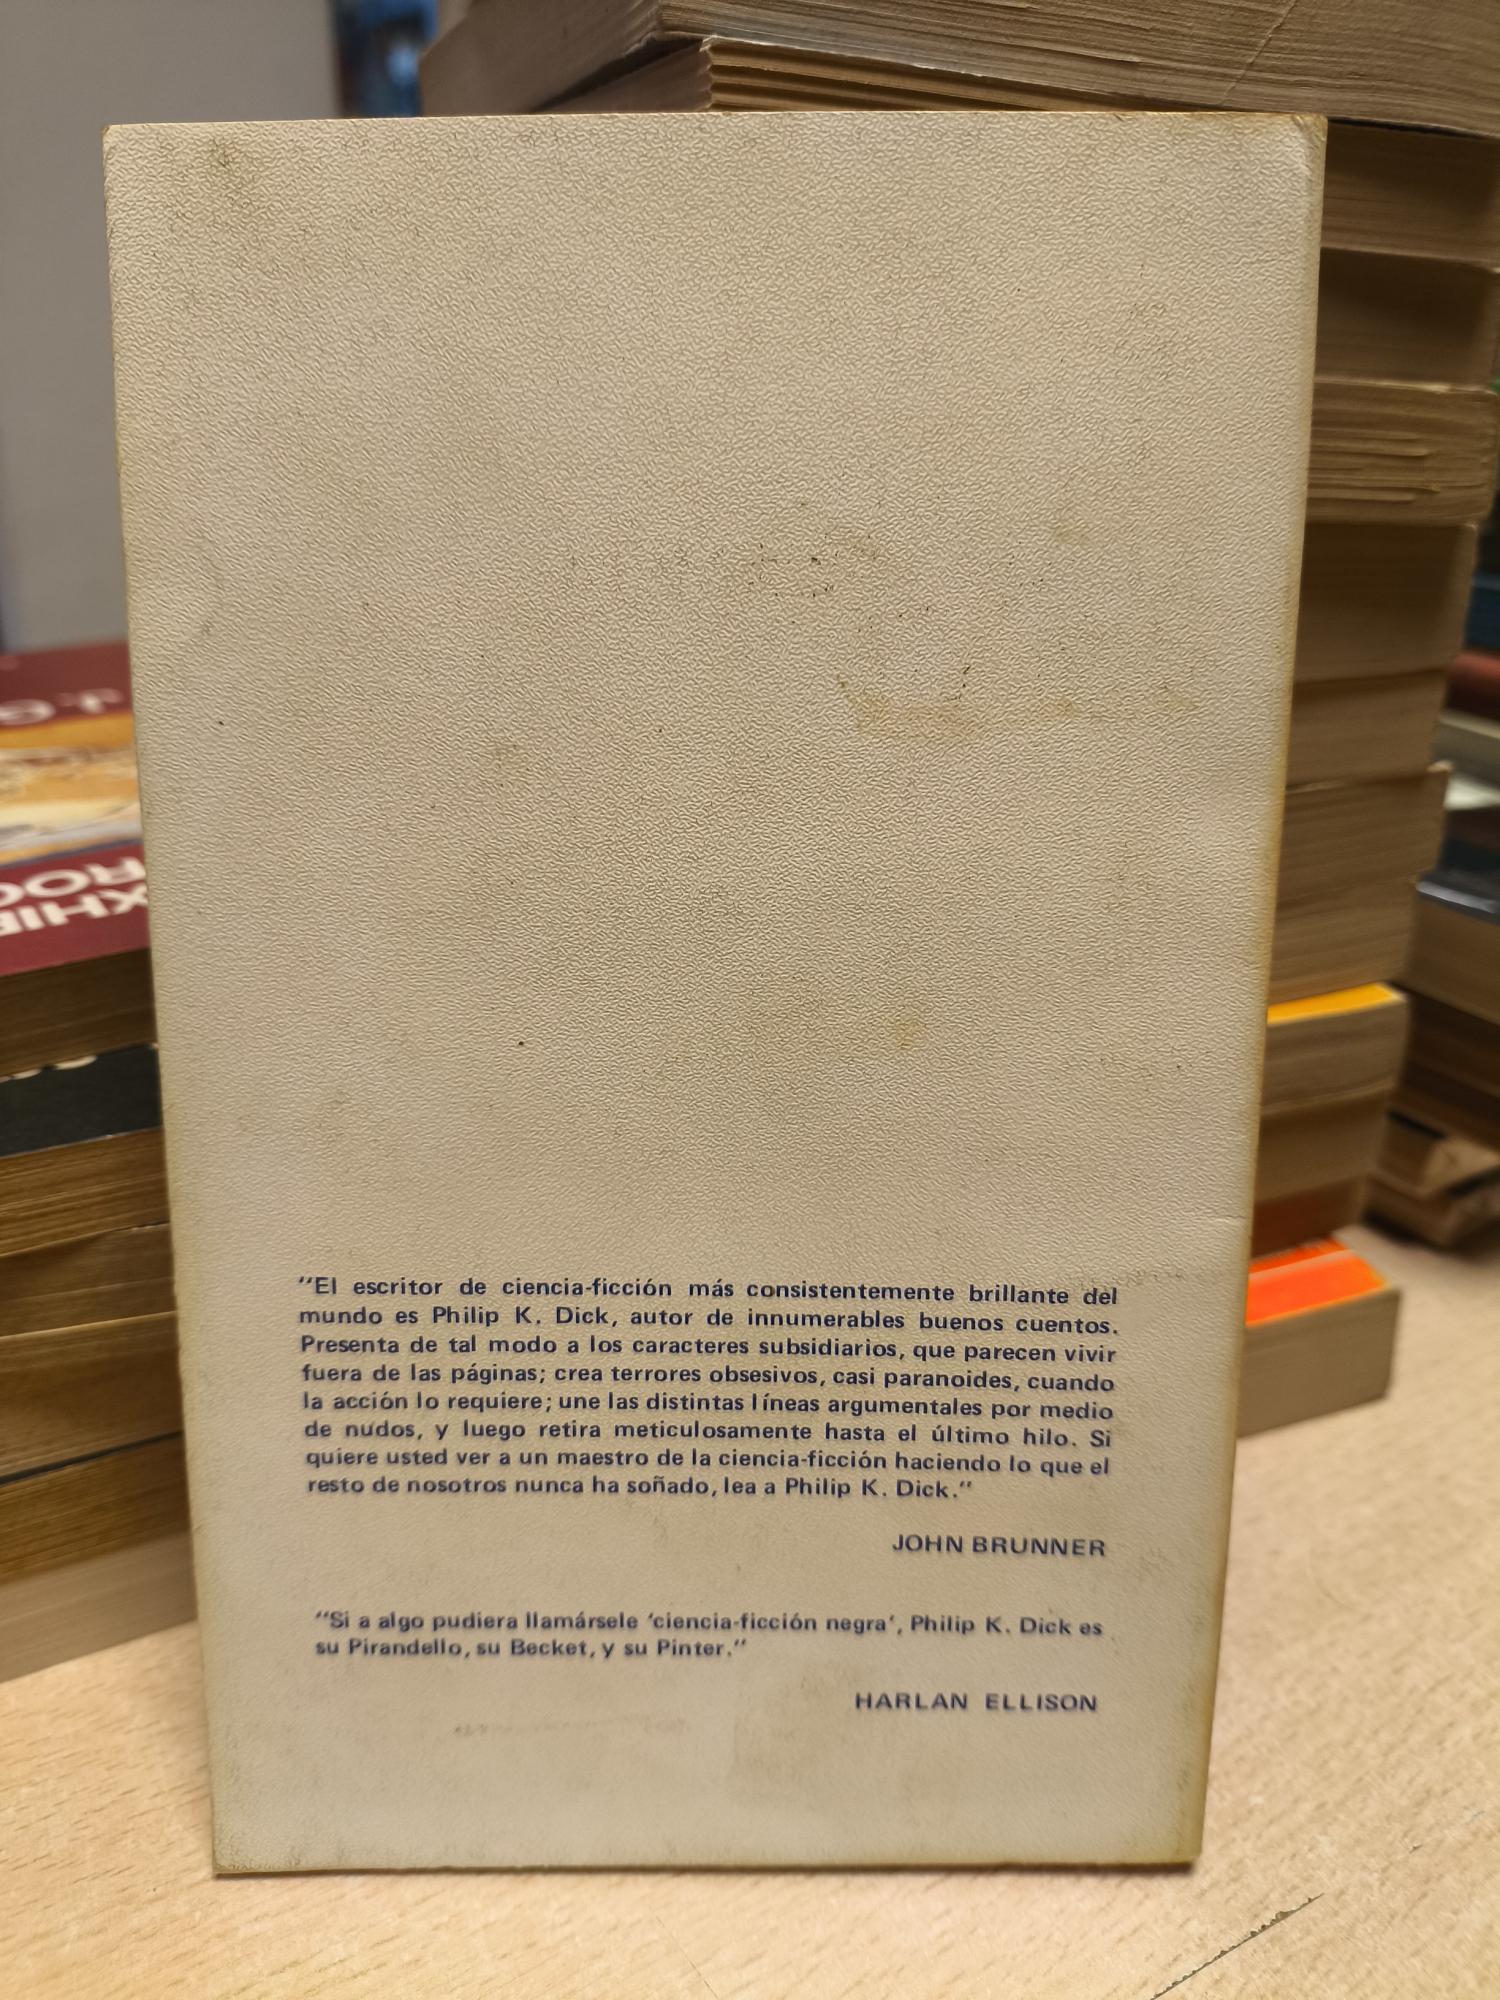 "El escritor de ciencia-ficción más consistentemente brillante del
mundo es Philip K. Dick, autor de innumerables buenos cuentos.
Presenta de tal modo a los caracteres subsidiarios, que parecen vivir
fuera de las páginas; crea terrores obsesivos, casi paranoides, cuando
la acción lo requiere; une las distintas líneas argumentales por medio
de nudos, y luego retira meticulosamente hasta el último hilo. Si
quiere usted ver a un maestro de la ciencia-ficción haciendo lo que el
resto de nosotros nunca ha soñado, lea a Philip K. Dick."
JOHN BRUNNER
"Si a algo pudiera llamársele 'ciencia-ficción negra', Philip K. Dick es
su Pirandello, su Becket, y su Pinter."
HARLAN ELLISON